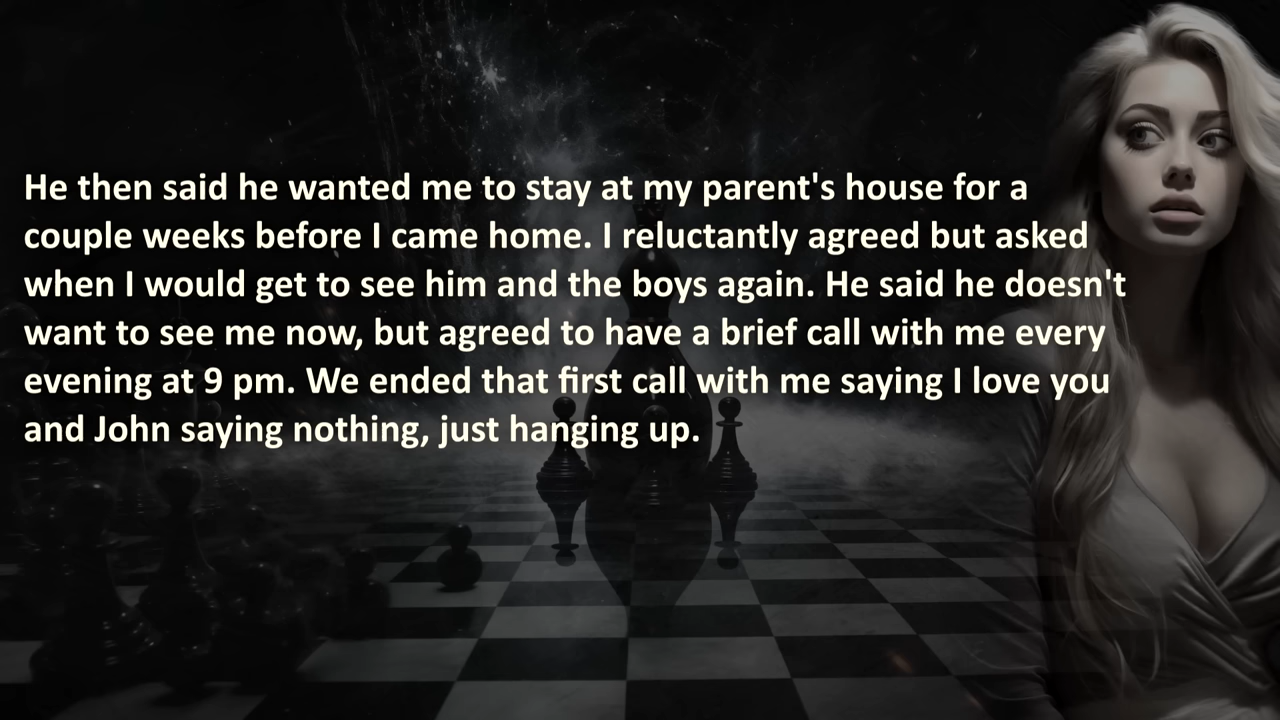 He then said he wanted me to stay at my parent's house for a
couple weeks before I came home. I reluctantly agreed but asked
when I would get to see him and the boys again. He said he doesn't
want to see me now, but agreed to have a brief call with me every
evening at 9 pm. We ended that first call with me saying I love you
and John saying nothing, just hanging up.